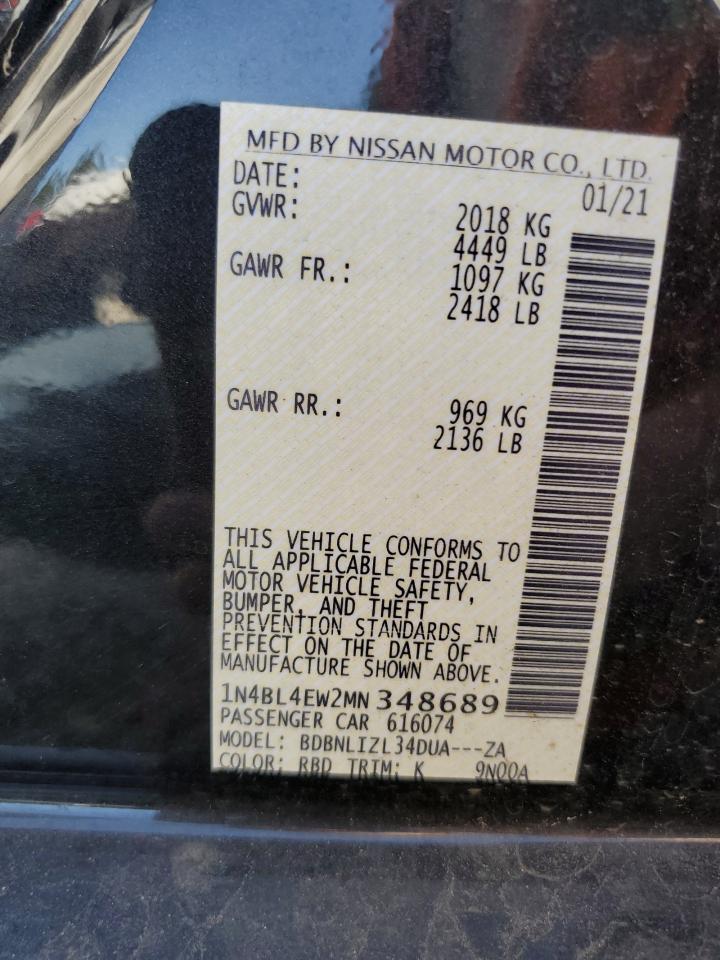 MFD BY NISSAN MOTOR CO., LTD.
DATE: 01/21
GVWR: 2018 KG
4449 LB
GAWR FR.: 1097 KG
2418 LB
GAWR RR.: 969 KG
2136 LB
THIS VEHICLE CONFORMS TO
ALL APPLICABLE FEDERAL
MOTOR VEHICLE SAFETY,
BUMPER, AND THEFT
PREVENTION STANDARDS IN
EFFECT ON THE DATE OF
MANUFACTURE SHOWN ABOVE.
1N4BL4EW2MN348689
PASSENGER CAR 616074
MODEL: BDBNLIZL34DUA---ZA
COLOR: RBD TRIM: K 9N00A